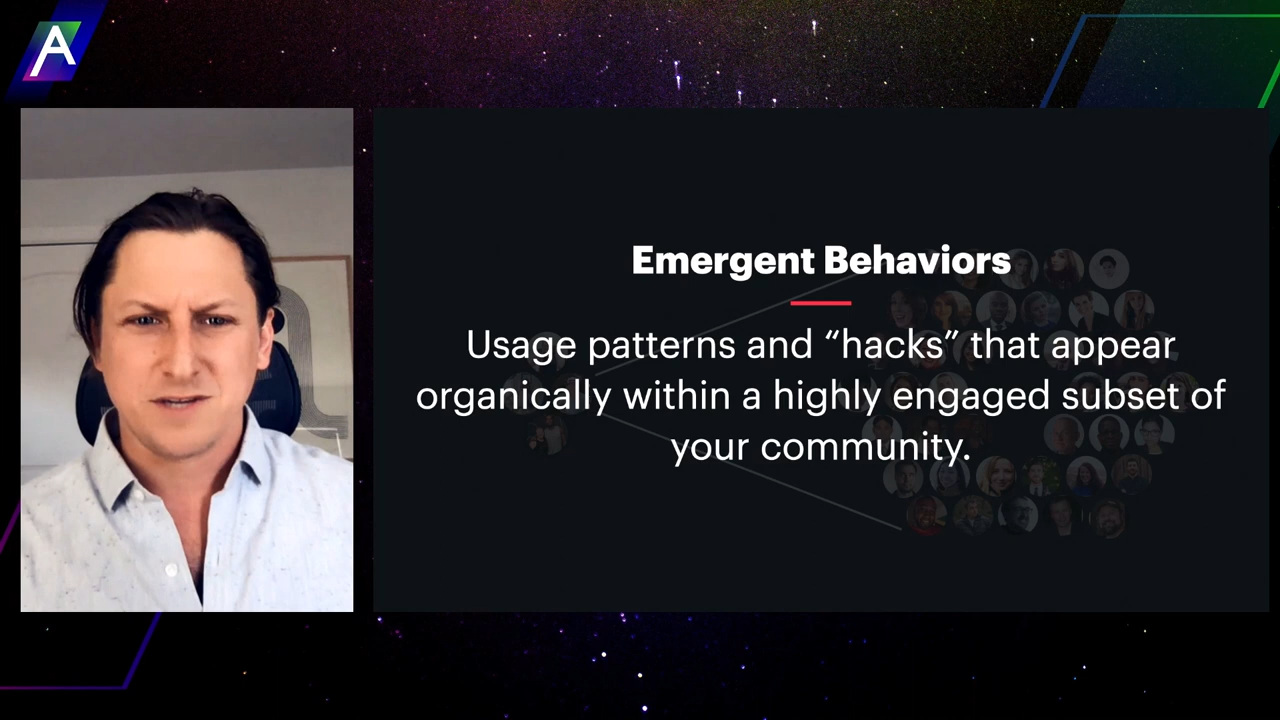 A
Emergent Behaviors
Usage patterns and “hacks” that appear
organically within a highly engaged subset of
your community.